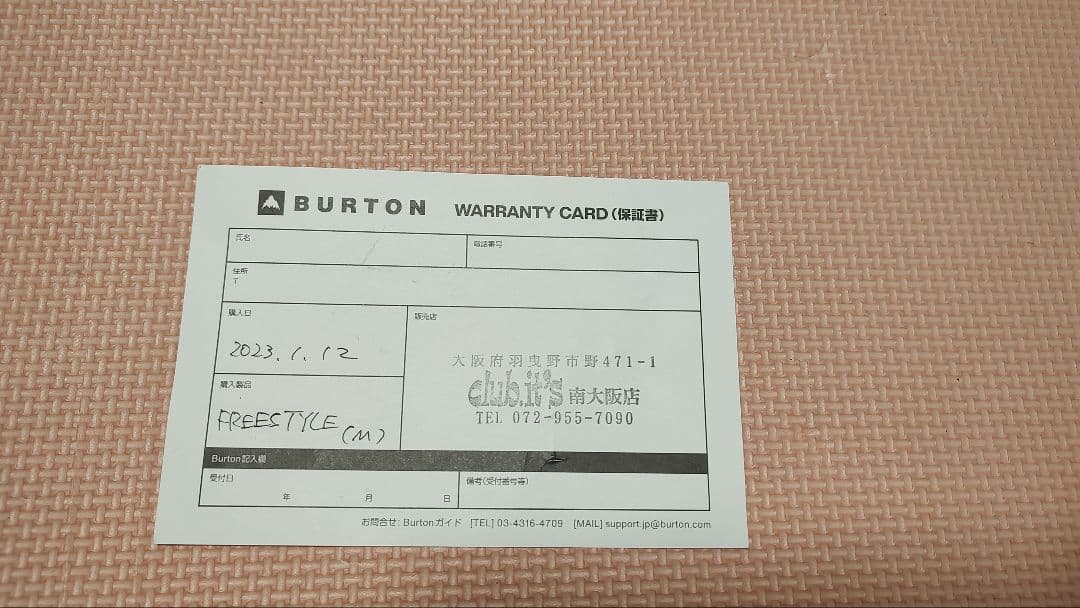 BURTON WARRANTY CARD(保証書)
氏名
電話番号
住所
〒
購入日
2023.1.12
販売店
大阪府羽曳野市野471-1
club.it's 南大阪店
TEL 072-955-7090
購入製品
FREESTYLE (M)
Burton記入欄
受付日
年 月 日
備考(受付番号等)
お問合せ: Burtonガイド [TEL] 03-4316-4709 [MAIL] support.jp@burton.com